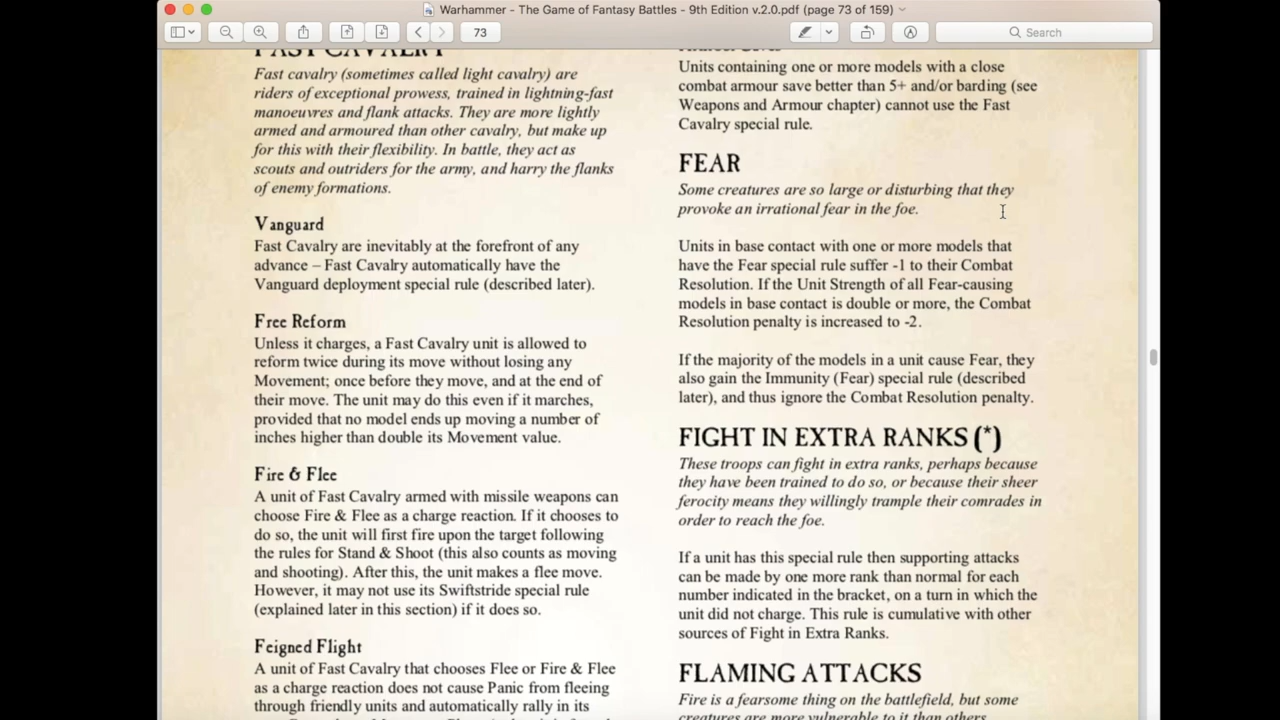 Warhammer - The Game of Fantasy Battles - 9th Edition v.2.0.pdf (page 73 of 159)
73
Search
FAST CAVALRY
Fast cavalry (sometimes called light cavalry) are
riders of exceptional prowess, trained in lightning-fast
manoeuvres and flank attacks. They are more lightly
armed and armoured than other cavalry, but make up
for this with their flexibility. In battle, they act as
scouts and outriders for the army, and harry the flanks
of enemy formations.
Vanguard
Fast Cavalry are inevitably at the forefront of any
advance – Fast Cavalry automatically have the
Vanguard deployment special rule (described later).
Free Reform
Unless it charges, a Fast Cavalry unit is allowed to
reform twice during its move without losing any
Movement; once before they move, and at the end of
their move. The unit may do this even if it marches,
provided that no model ends up moving a number of
inches higher than double its Movement value.
Fire & Flee
A unit of Fast Cavalry armed with missile weapons can
choose Fire & Flee as a charge reaction. If it chooses to
do so, the unit will first fire upon the target following
the rules for Stand & Shoot (this also counts as moving
and shooting). After this, the unit makes a flee move.
However, it may not use its Swiftstride special rule
(explained later in this section) if it does so.
Feigned Flight
A unit of Fast Cavalry that chooses Flee or Fire & Flee
as a charge reaction does not cause Panic from fleeing
through friendly units and automatically rally in its
Units containing one or more models with a close
combat armour save better than 5+ and/or barding (see
Weapons and Armour chapter) cannot use the Fast
Cavalry special rule.
FEAR
Some creatures are so large or disturbing that they
provoke an irrational fear in the foe.
Units in base contact with one or more models that
have the Fear special rule suffer -1 to their Combat
Resolution. If the Unit Strength of all Fear-causing
models in base contact is double or more, the Combat
Resolution penalty is increased to -2.
If the majority of the models in a unit cause Fear, they
also gain the Immunity (Fear) special rule (described
later), and thus ignore the Combat Resolution penalty.
FIGHT IN EXTRA RANKS (*)
These troops can fight in extra ranks, perhaps because
they have been trained to do so, or because their sheer
ferocity means they willingly trample their comrades in
order to reach the foe.
If a unit has this special rule then supporting attacks
can be made by one more rank than normal for each
number indicated in the bracket, on a turn in which the
unit did not charge. This rule is cumulative with other
sources of Fight in Extra Ranks.
FLAMING ATTACKS
Fire is a fearsome thing on the battlefield, but some
creatures are more vulnerable to it than others